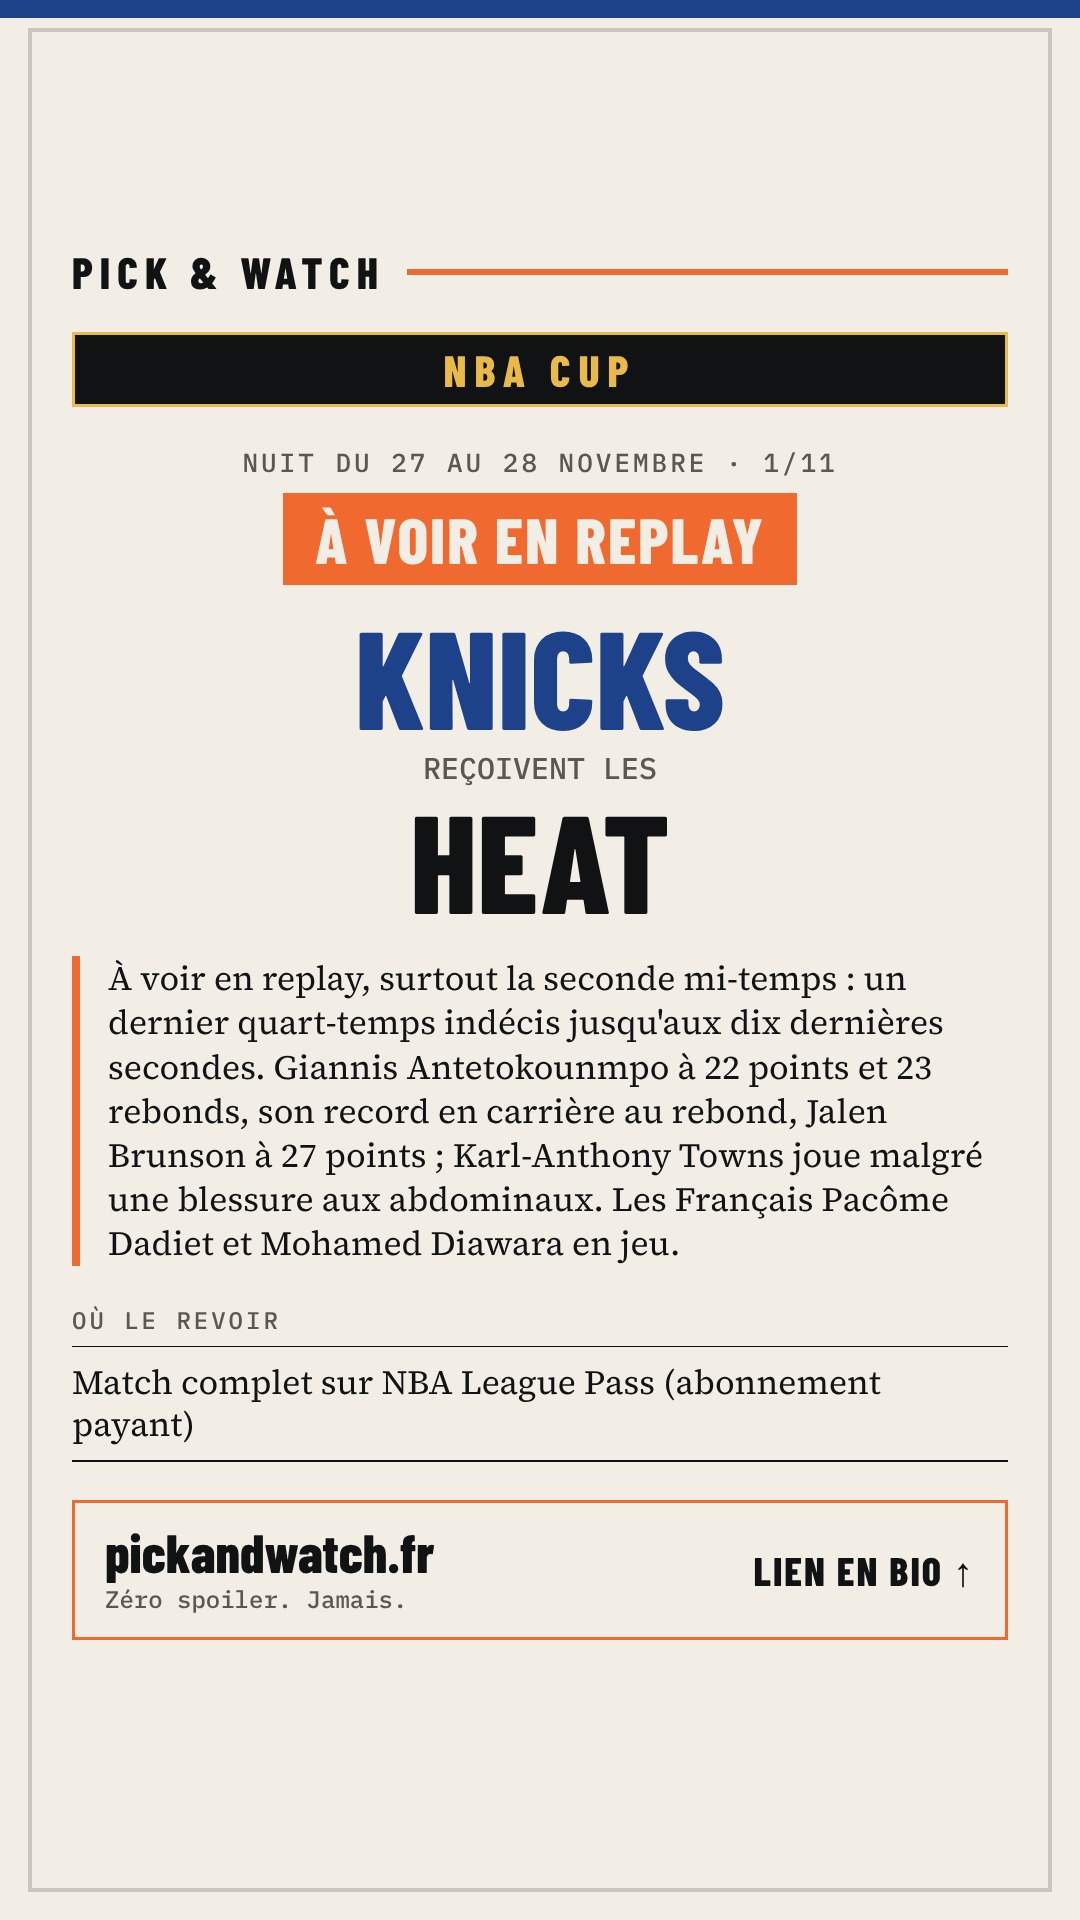 PICK & WATCH
NBA CUP
NUIT DU 27 AU 28 NOVEMBRE · 1/11
À VOIR EN REPLAY
KNICKS
REÇOIVENT LES
HEAT
À voir en replay, surtout la seconde mi-temps : un
dernier quart-temps indécis jusqu'aux dix dernières
secondes. Giannis Antetokounmpo à 22 points et 23
rebonds, son record en carrière au rebond, Jalen
Brunson à 27 points ; Karl-Anthony Towns joue malgré
une blessure aux abdominaux. Les Français Pacôme
Dadiet et Mohamed Diawara en jeu.
OÙ LE REVOIR
Match complet sur NBA League Pass (abonnement
payant)
pickandwatch.fr
Zéro spoiler. Jamais.
LIEN EN BIO ↑